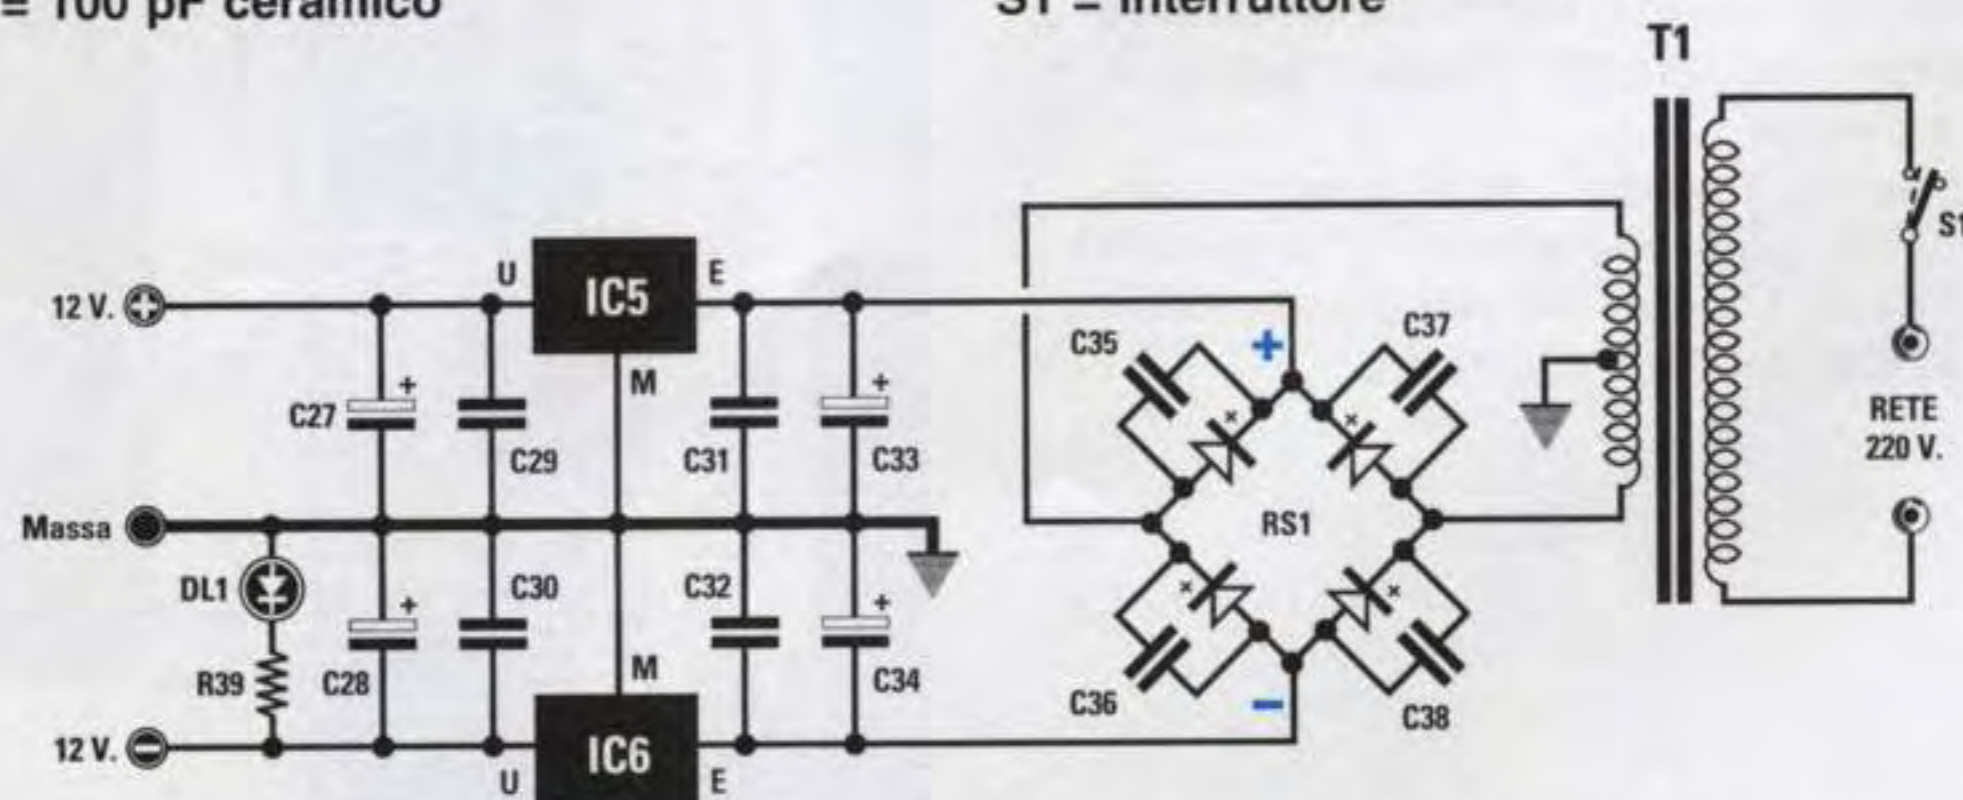 = 100 pF ceramico
S1 = Interruttore
T1
S1
RETE
220 V.
12 V. +
U
IC5
E
M
C27
+
C29
C31
+
C33
C35
+
C37
x
x
RS1
x
x
C36
−
C38
Massa
DL1
R39
C28
+
C30
C32
+
C34
M
12 V. −
U
IC6
E